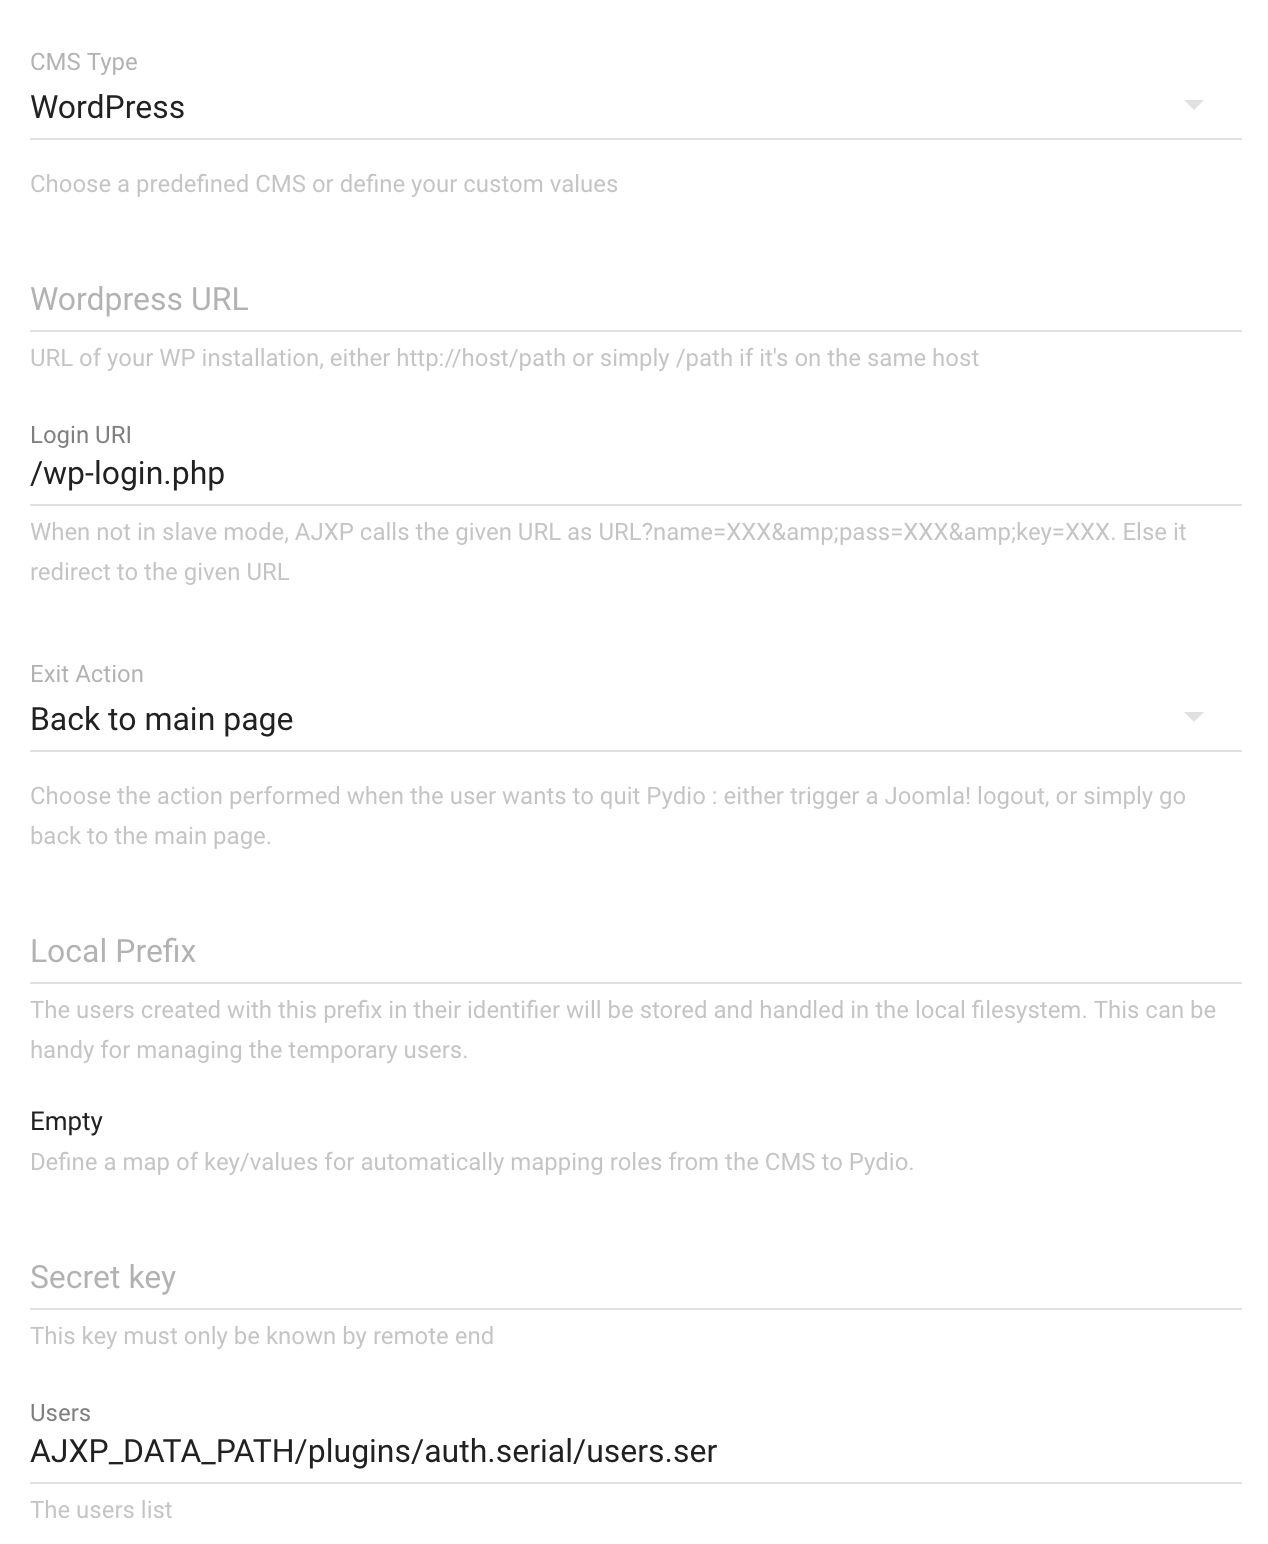 CMS Type
WordPress
Choose a predefined CMS or define your custom values
Wordpress URL
URL of your WP installation, either http://host/path or simply /path if it's on the same host
Login URI
/wp-login.php
When not in slave mode, AJXP calls the given URL as URL?name=XXX&amp;pass=XXX&amp;key=XXX. Else it
redirect to the given URL
Exit Action
Back to main page
Choose the action performed when the user wants to quit Pydio : either trigger a Joomla! logout, or simply go
back to the main page.
Local Prefix
The users created with this prefix in their identifier will be stored and handled in the local filesystem. This can be
handy for managing the temporary users.
Empty
Define a map of key/values for automatically mapping roles from the CMS to Pydio.
Secret key
This key must only be known by remote end
Users
AJXP_DATA_PATH/plugins/auth.serial/users.ser
The users list